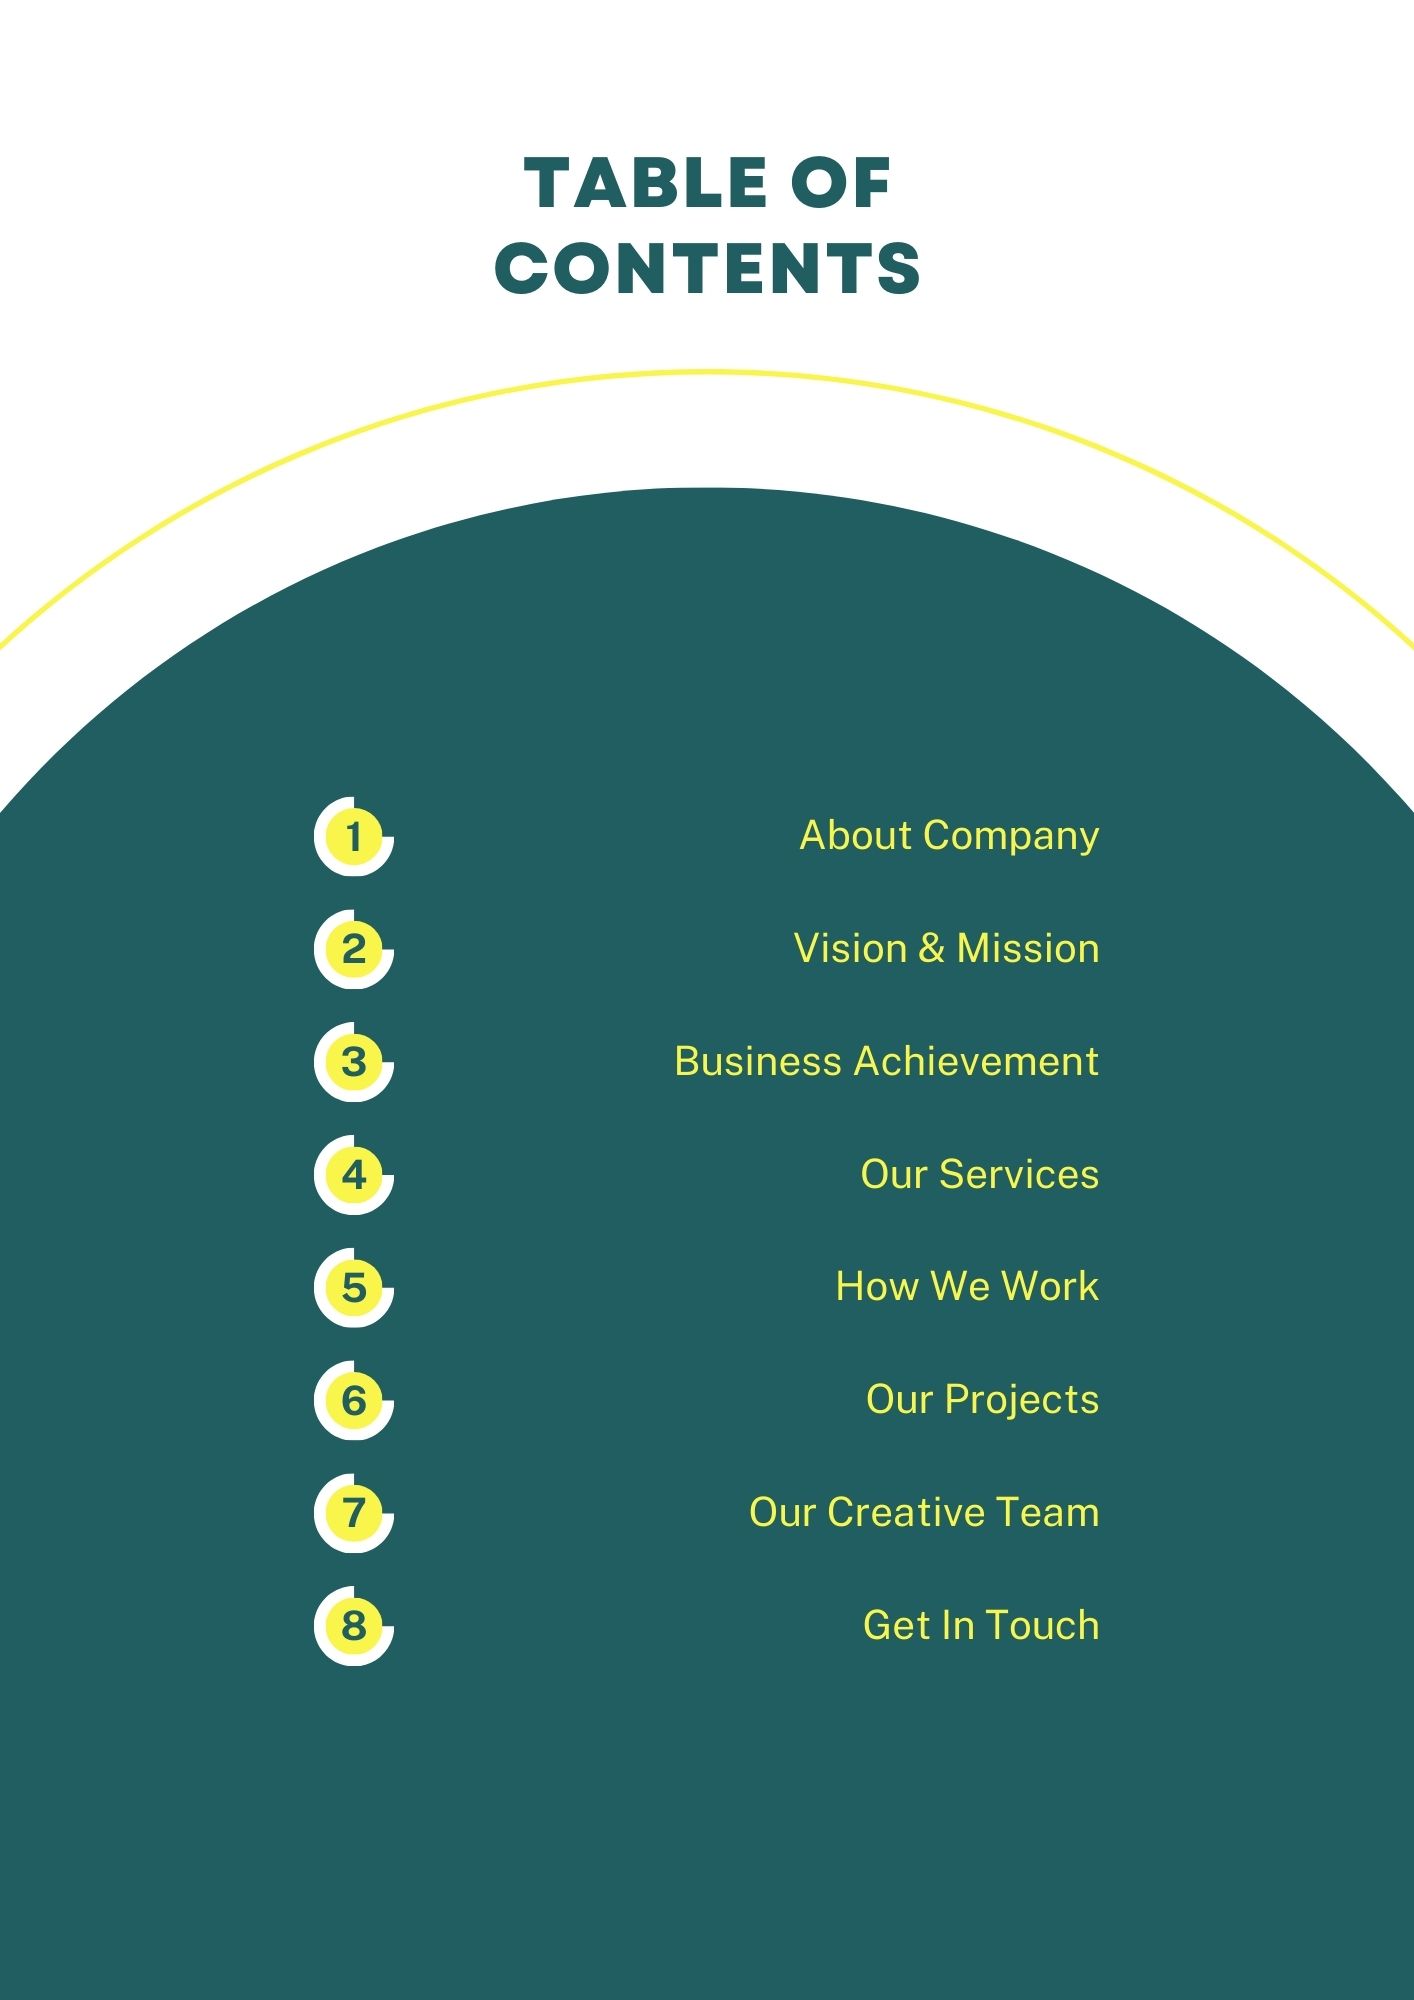 TABLE OF
CONTENTS
1 About Company
2 Vision & Mission
3 Business Achievement
4 Our Services
5 How We Work
6 Our Projects
7 Our Creative Team
8 Get In Touch